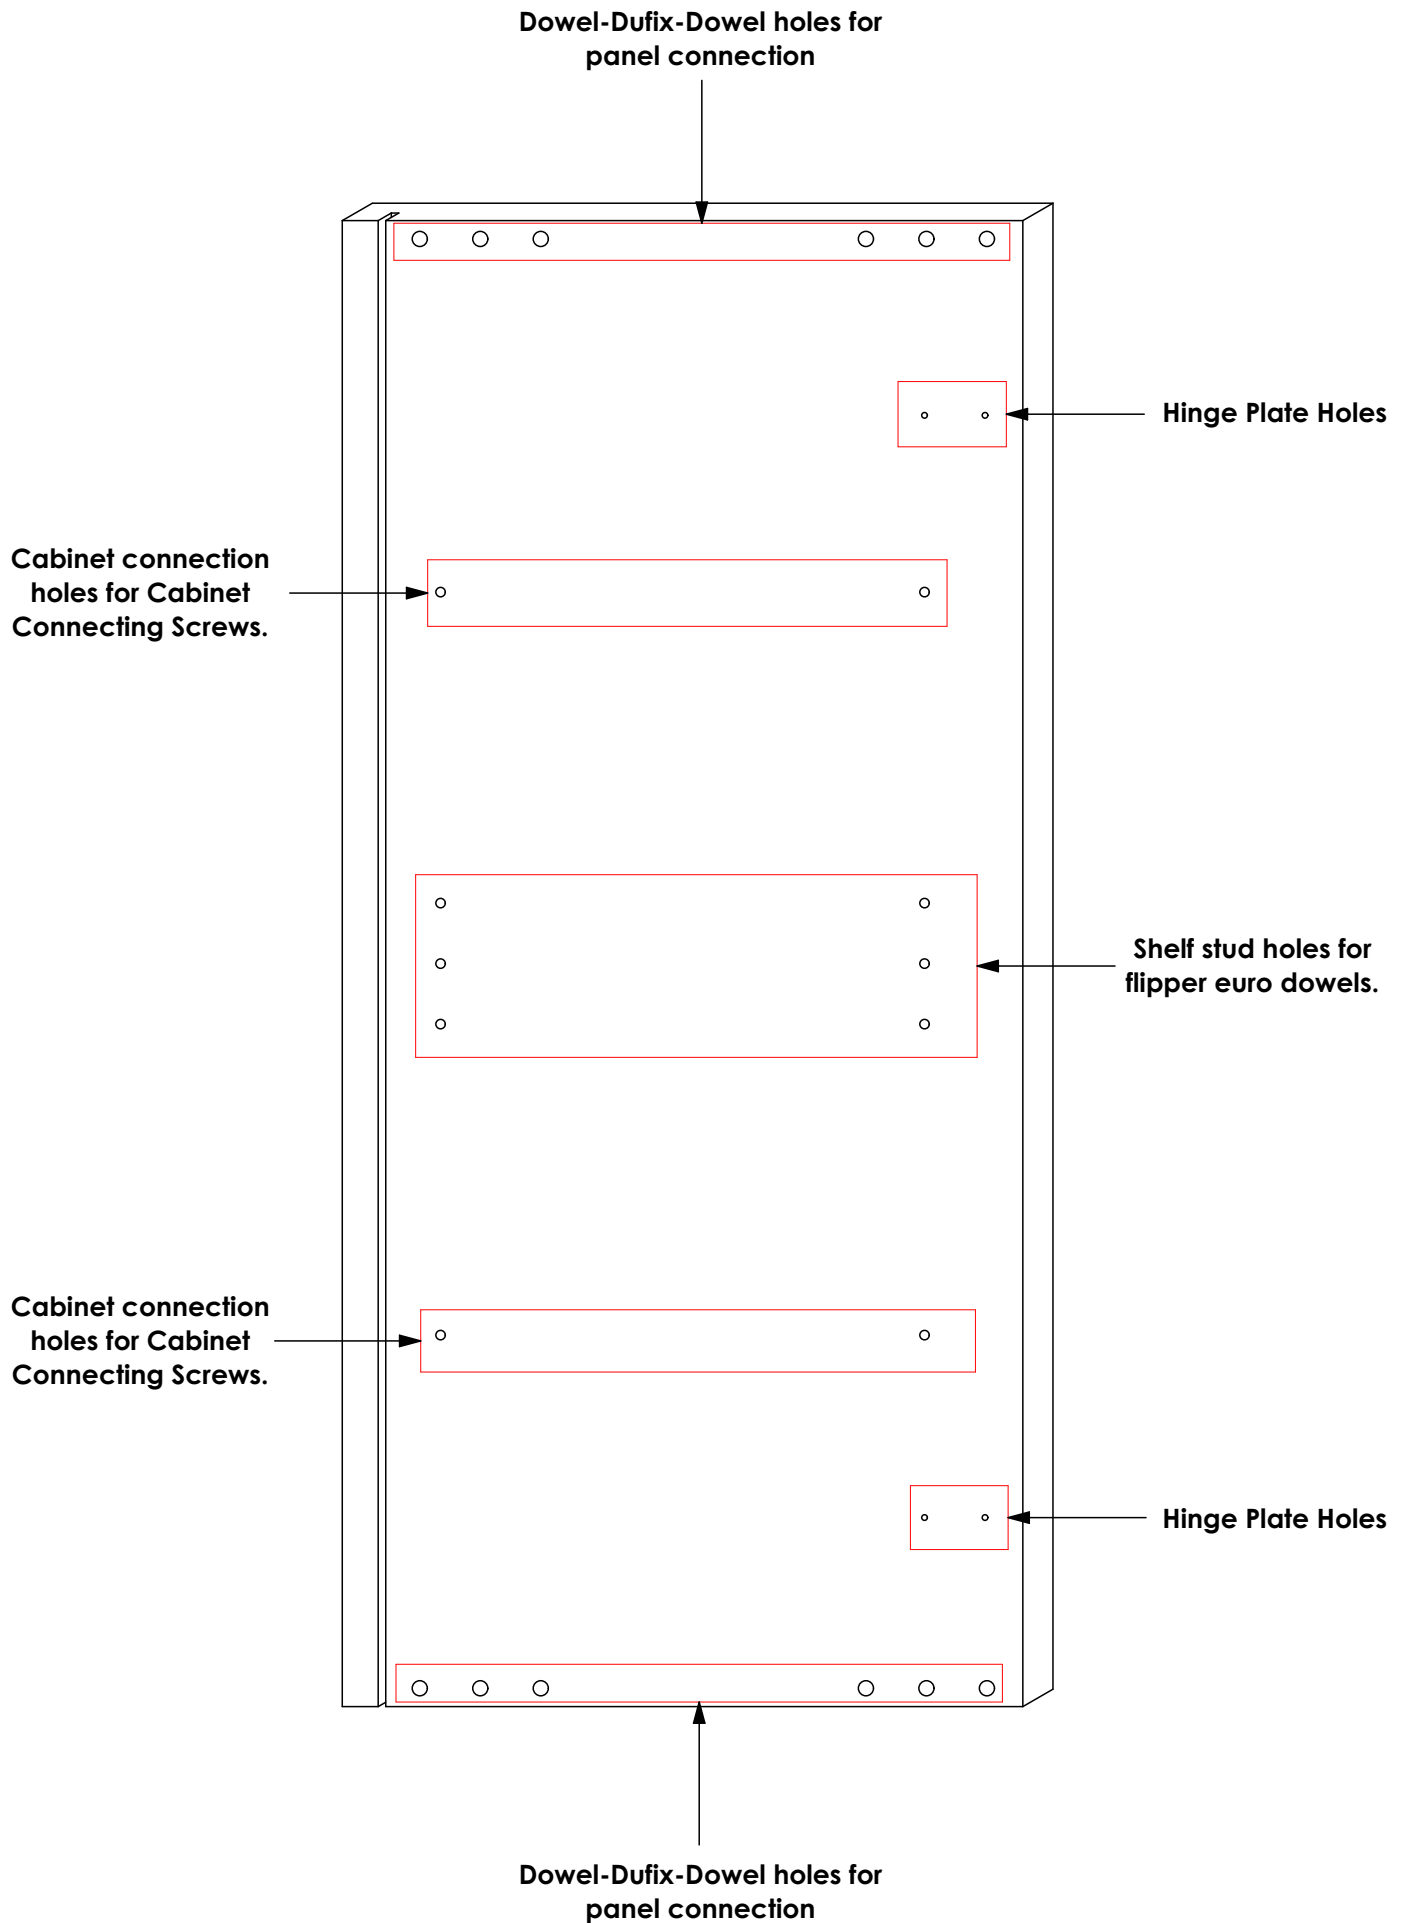 Dowel-Dufix-Dowel holes for
panel connection
Hinge Plate Holes
Cabinet connection
holes for Cabinet
Connecting Screws.
Shelf stud holes for
flipper euro dowels.
Cabinet connection
holes for Cabinet
Connecting Screws.
Hinge Plate Holes
Dowel-Dufix-Dowel holes for
panel connection